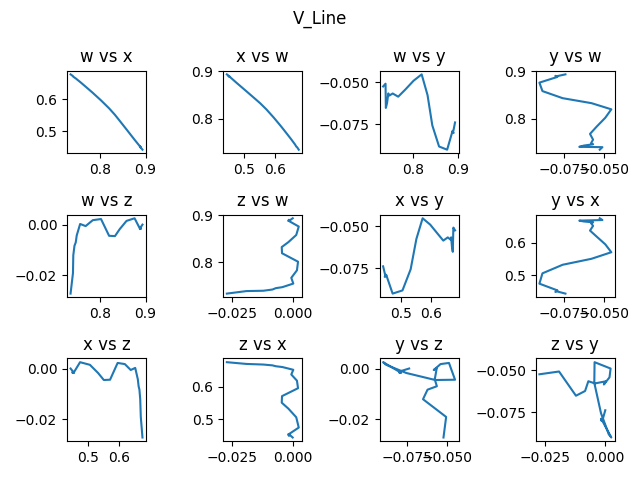 V_Line
w vs x
x vs w
w vs y
y vs w
0.6
0.5
0.8 0.9
0.9
0.8
0.5 0.6
−0.050
−0.075
0.8 0.9
0.9
0.8
−0.075 −0.050
w vs z
z vs w
x vs y
y vs x
0.00
−0.02
0.8 0.9
0.9
0.8
−0.025 0.000
−0.050
−0.075
0.5 0.6
0.6
0.5
−0.075 −0.050
x vs z
z vs x
y vs z
z vs y
0.00
−0.02
0.5 0.6
0.6
0.5
−0.025 0.000
0.00
−0.02
−0.075 −0.050
−0.050
−0.075
−0.025 0.000